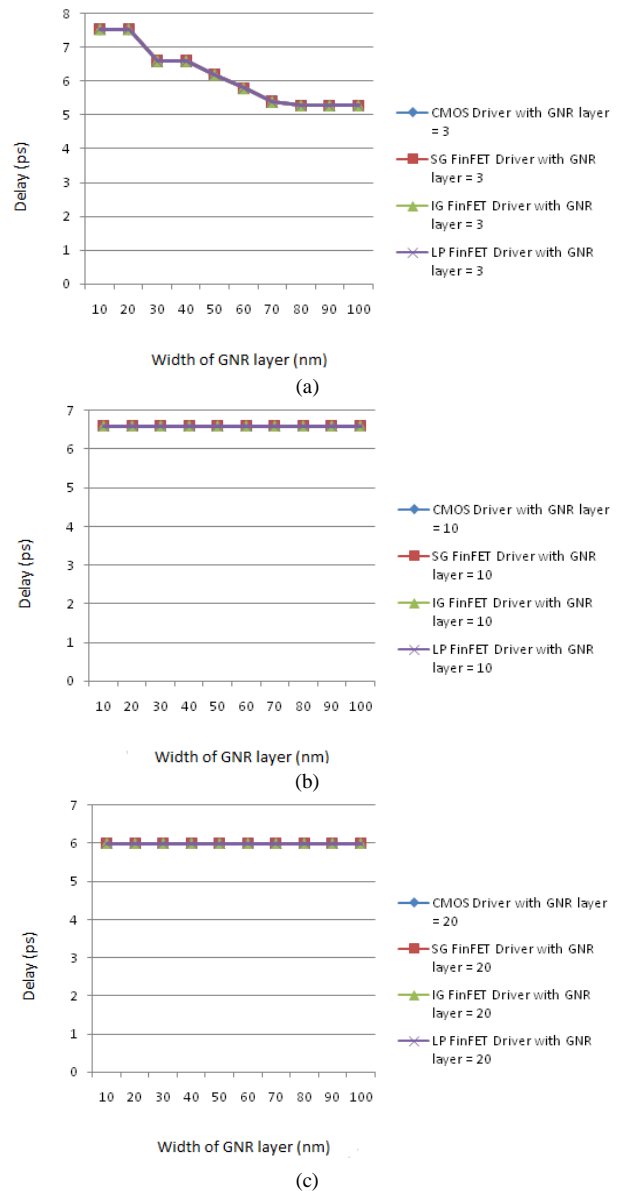 (a)
8
7
6
5
4
3
2
1
0
Delay (ps)
10 20 30 40 50 60 70 80 90 100
Width of GNR layer (nm)
CMOS Driver with GNR layer
= 3
SG FinFET Driver with GNR
layer = 3
IG FinFET Driver with GNR
layer = 3
LP FinFET Driver with GNR
layer = 3
(a)
7
6
5
4
3
2
1
0
Delay (ps)
10 20 30 40 50 60 70 80 90 100
Width of GNR layer (nm)
CMOS Driver with GNR layer
= 10
SG FinFET Driver with GNR
layer = 10
IG FinFET Driver with GNR
layer = 10
LP FinFET Driver with GNR
layer = 10
(b)
7
6
5
4
3
2
1
0
Delay (ps)
10 20 30 40 50 60 70 80 90 100
Width of GNR layer (nm)
CMOS Driver with GNR layer
= 20
SG FinFET Driver with GNR
layer = 20
IG FinFET Driver with GNR
layer = 20
LP FinFET Driver with GNR
layer = 20
(c)